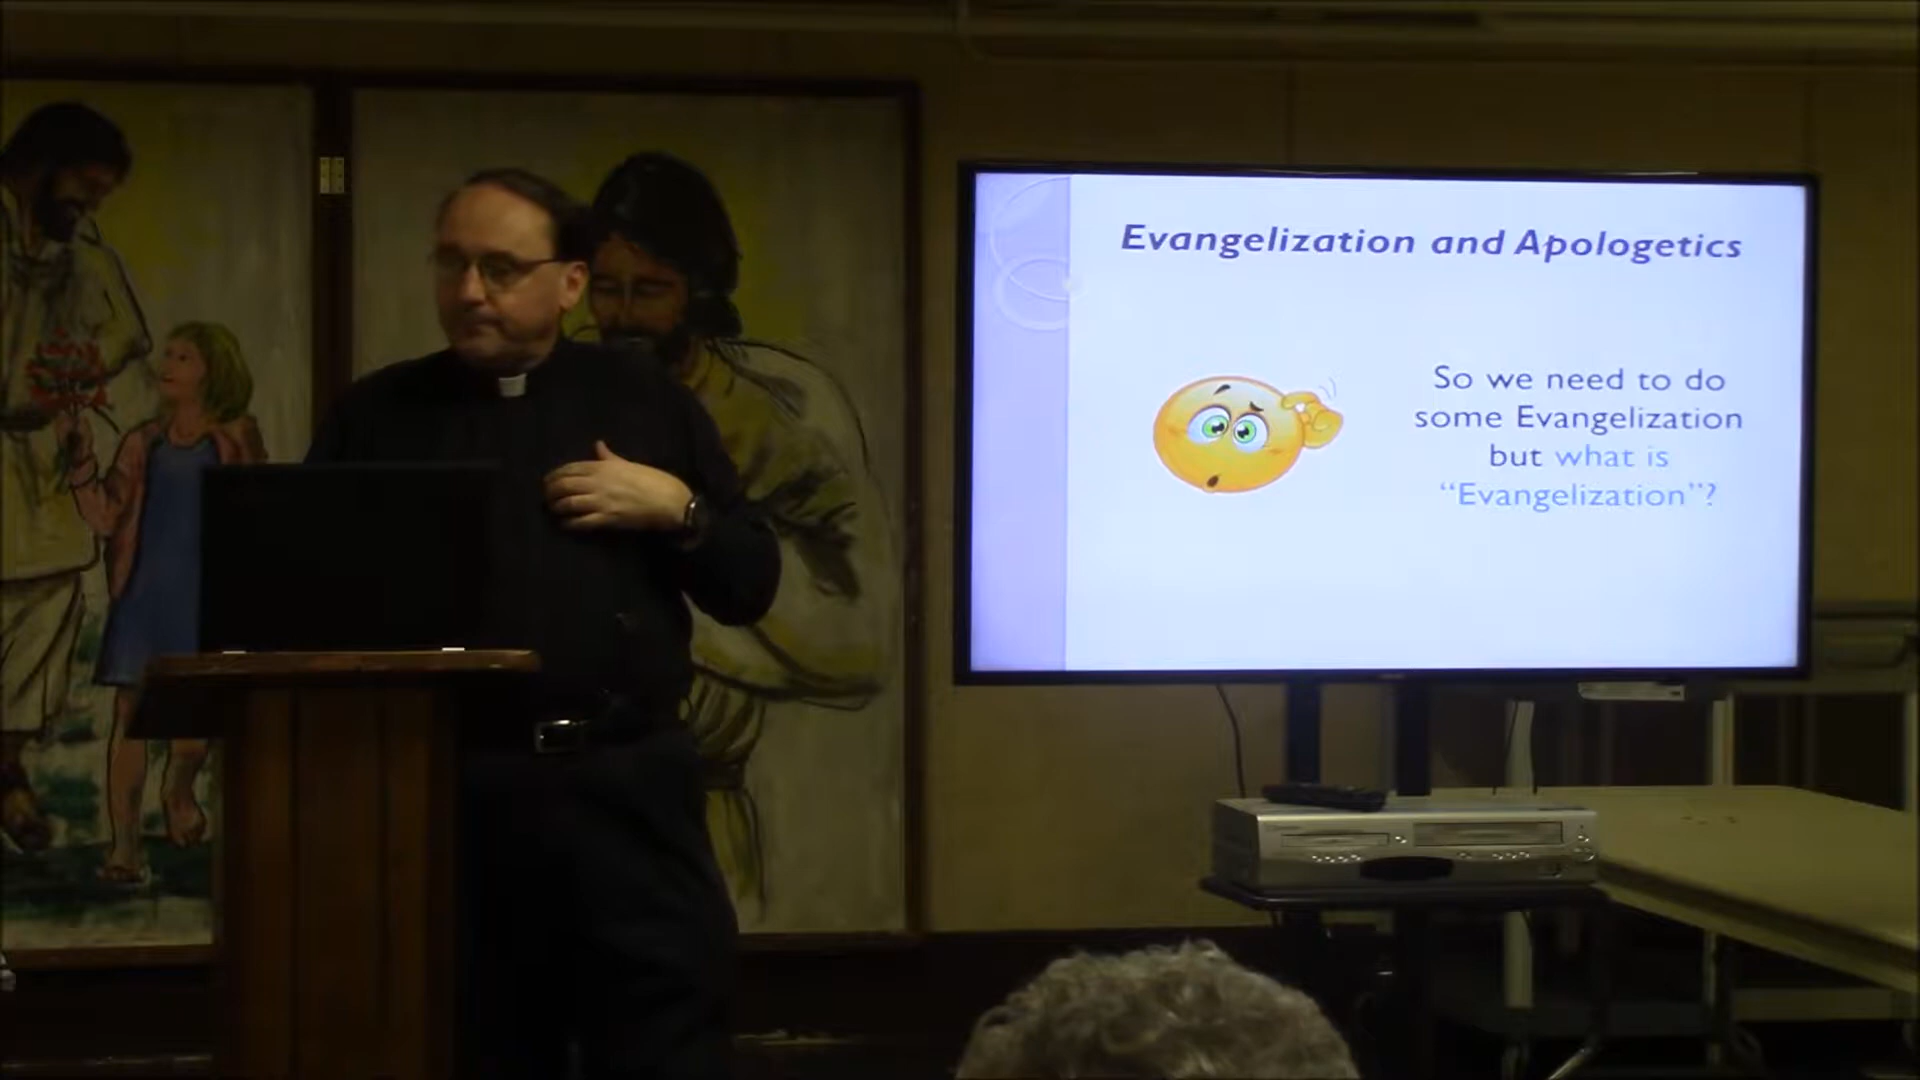 Evangelization and Apologetics
So we need to do
some Evangelization
but what is
“Evangelization”?